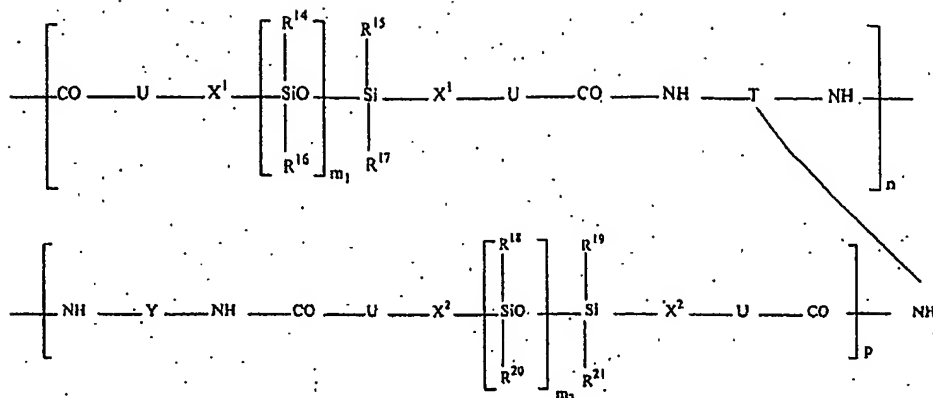 R¹⁴ R¹⁵
CO — U — X¹ — SiO — Si — X¹ — U — CO — NH — T — NH
R¹⁶ m₁ R¹⁷ n
R¹⁸ R¹⁹
NH — Y — NH — CO — U — X² — SiO — Si — X² — U — CO — NH
R²⁰ m₂ R²¹ p